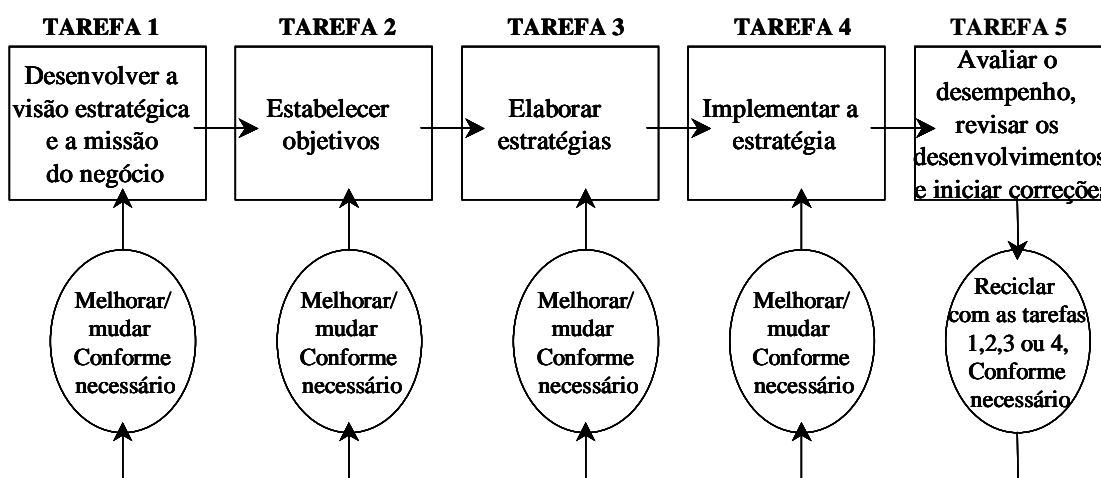 TAREFA 1
Desenvolver a
visão estratégica
e a missão
do negócio
Melhorar/
mudar
Conforme
necessário
TAREFA 2
Estabelecer
objetivos
Melhorar/
mudar
Conforme
necessário
TAREFA 3
Elaborar
estratégias
Melhorar/
mudar
Conforme
necessário
TAREFA 4
Implementar a
estratégia
Melhorar/
mudar
Conforme
necessário
TAREFA 5
Avaliar o
desempenho,
revisar os
desenvolvimentos
e iniciar correções
Reciclar
com as tarefas
1,2,3 ou 4,
Conforme
necessário